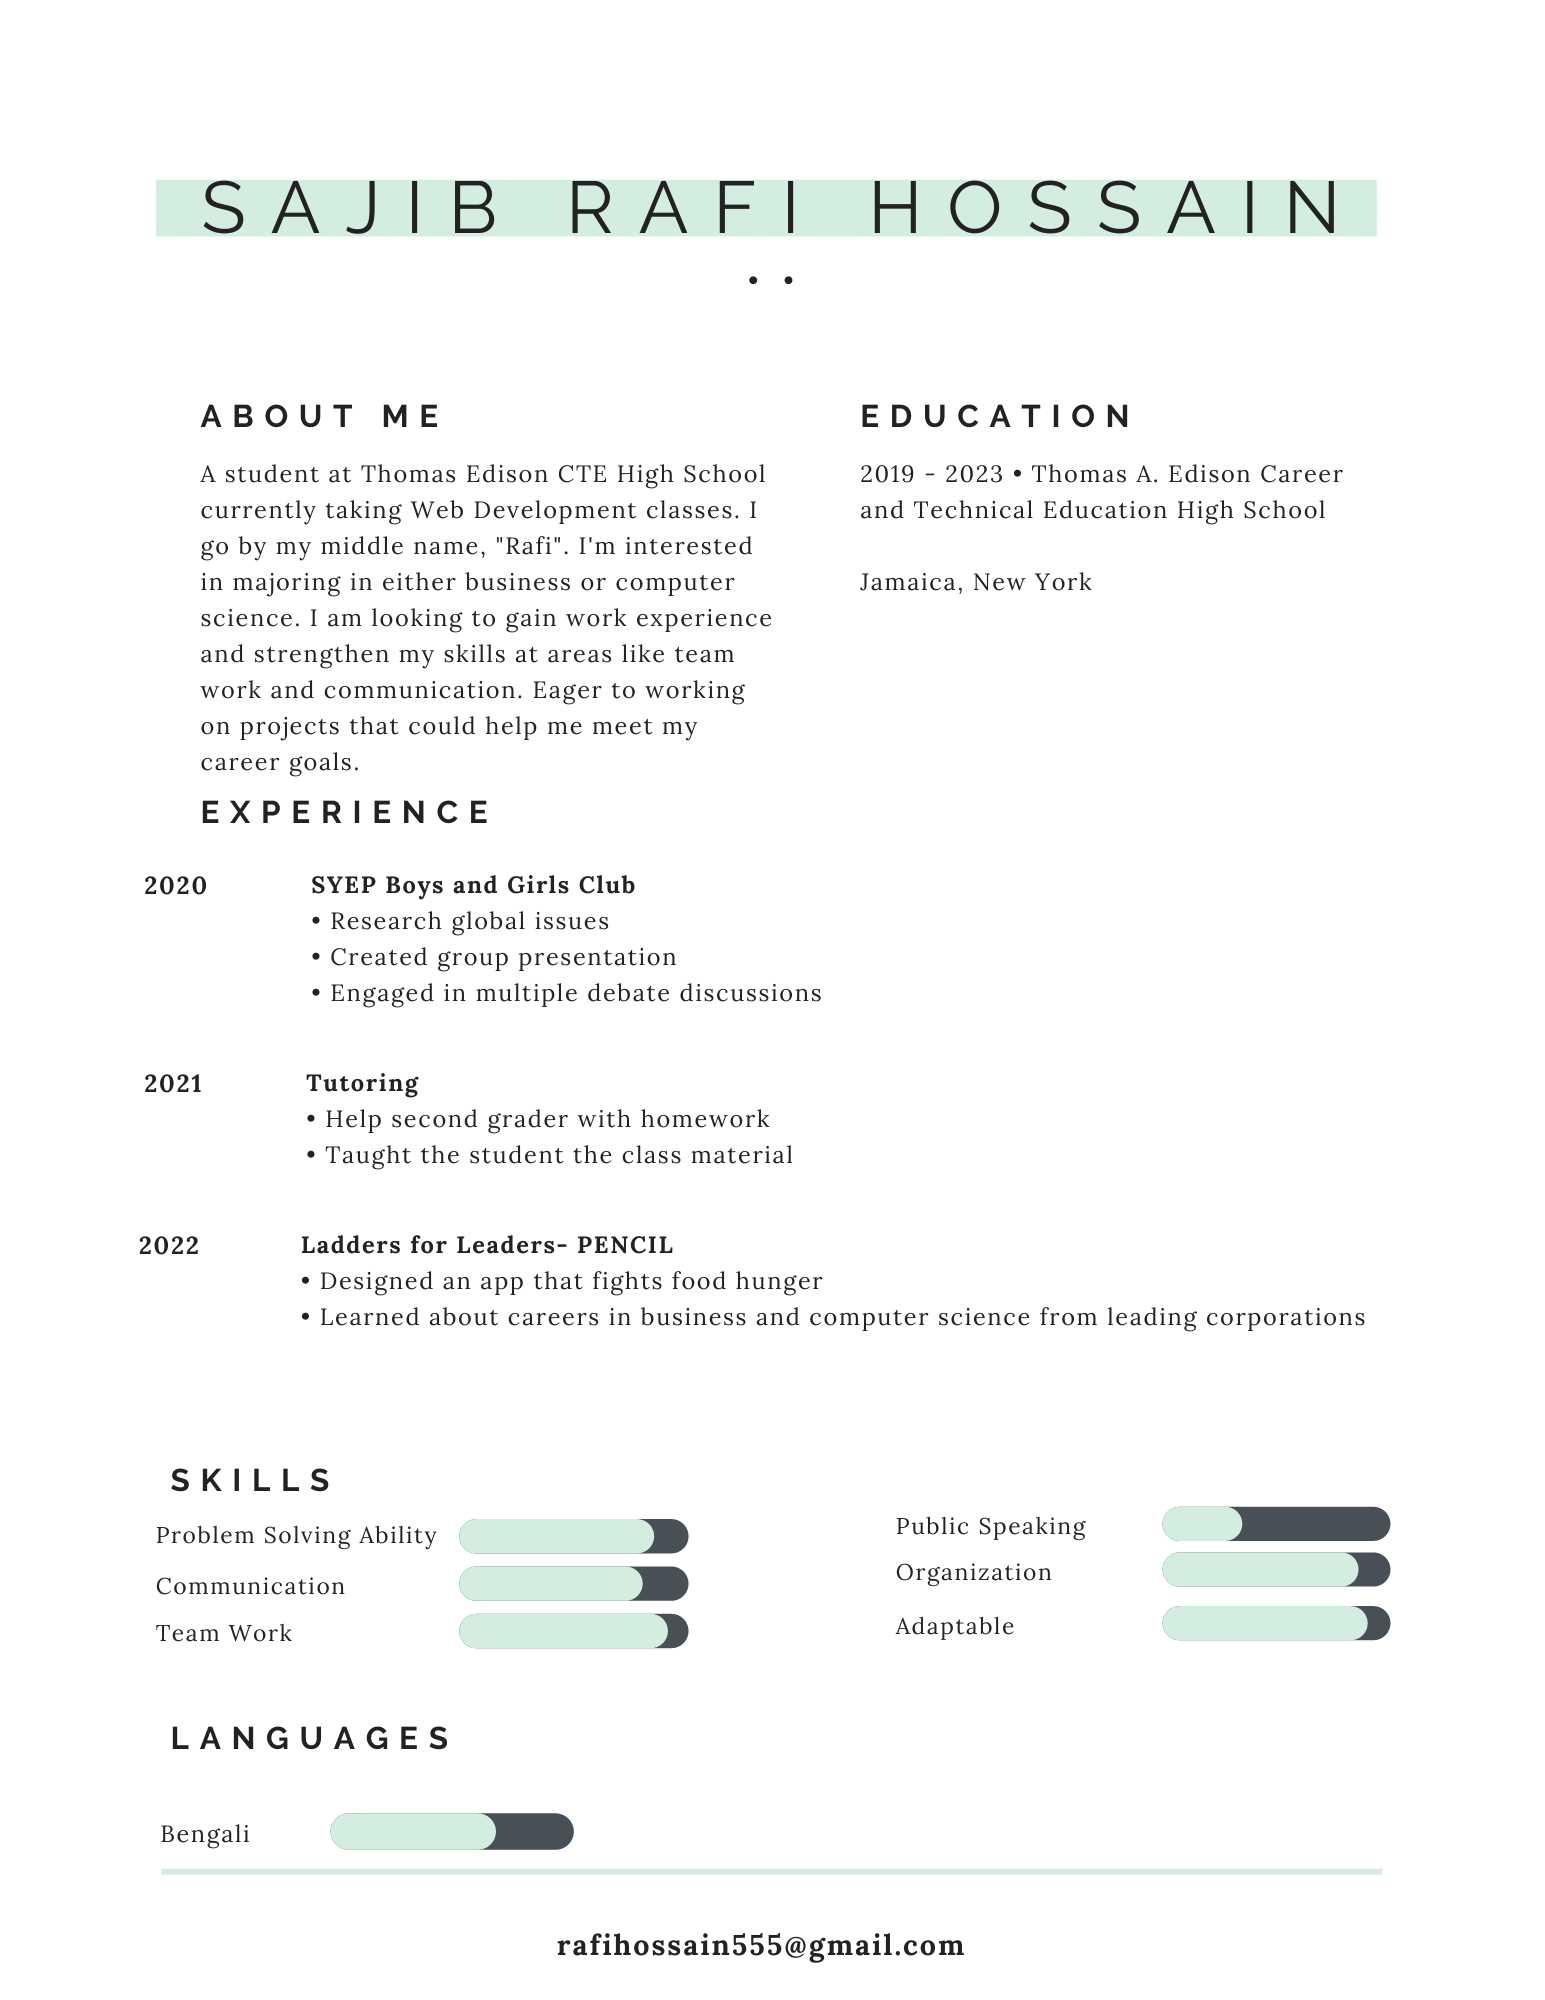 SAJIB RAFI HOSSAIN
• •
ABOUT ME
A student at Thomas Edison CTE High School
currently taking Web Development classes. I
go by my middle name, "Rafi". I'm interested
in majoring in either business or computer
science. I am looking to gain work experience
and strengthen my skills at areas like team
work and communication. Eager to working
on projects that could help me meet my
career goals.
EDUCATION
2019 - 2023 • Thomas A. Edison Career
and Technical Education High School
Jamaica, New York
EXPERIENCE
2020 SYEP Boys and Girls Club
• Research global issues
• Created group presentation
• Engaged in multiple debate discussions
2021 Tutoring
• Help second grader with homework
• Taught the student the class material
2022 Ladders for Leaders- PENCIL
• Designed an app that fights food hunger
• Learned about careers in business and computer science from leading corporations
SKILLS
Problem Solving Ability
Communication
Team Work
Public Speaking
Organization
Adaptable
LANGUAGES
Bengali
rafihossain555@gmail.com